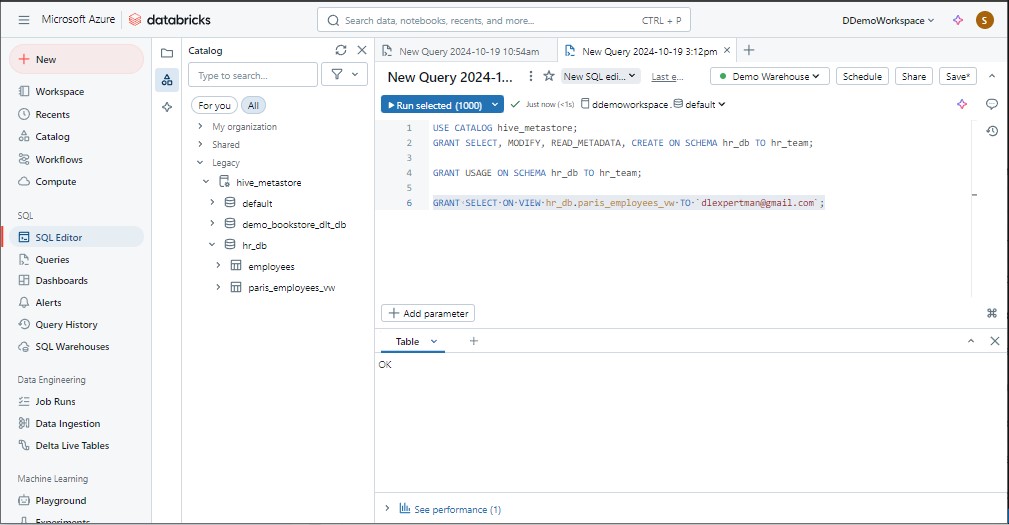 Microsoft Azure databricks Search data, notebooks, recents, and more... CTRL + P DDemoWorkspace S
New
Workspace
Recents
Catalog
Workflows
Compute
SQL
SQL Editor
Queries
Dashboards
Alerts
Query History
SQL Warehouses
Data Engineering
Job Runs
Data Ingestion
Delta Live Tables
Machine Learning
Playground
Experiments
Catalog
Type to search...
For you All
My organization
Shared
Legacy
hive_metastore
default
demo_bookstore_dlt_db
hr_db
employees
paris_employees_vw
New Query 2024-10-19 10:54am New Query 2024-10-19 3:12pm
New Query 2024-1... New SQL edi... Last e... Demo Warehouse Schedule Share Save*
Run selected (1000) Just now (<1s) ddemoworkspace. default
1 USE CATALOG hive_metastore;
2 GRANT SELECT, MODIFY, READ_METADATA, CREATE ON SCHEMA hr_db TO hr_team;
3
4 GRANT USAGE ON SCHEMA hr_db TO hr_team;
5
6 GRANT·SELECT·ON·VIEW·hr_db.paris_employees_vw·TO·`dlexpertman@gmail.com`;
Add parameter
Table
OK
See performance (1)